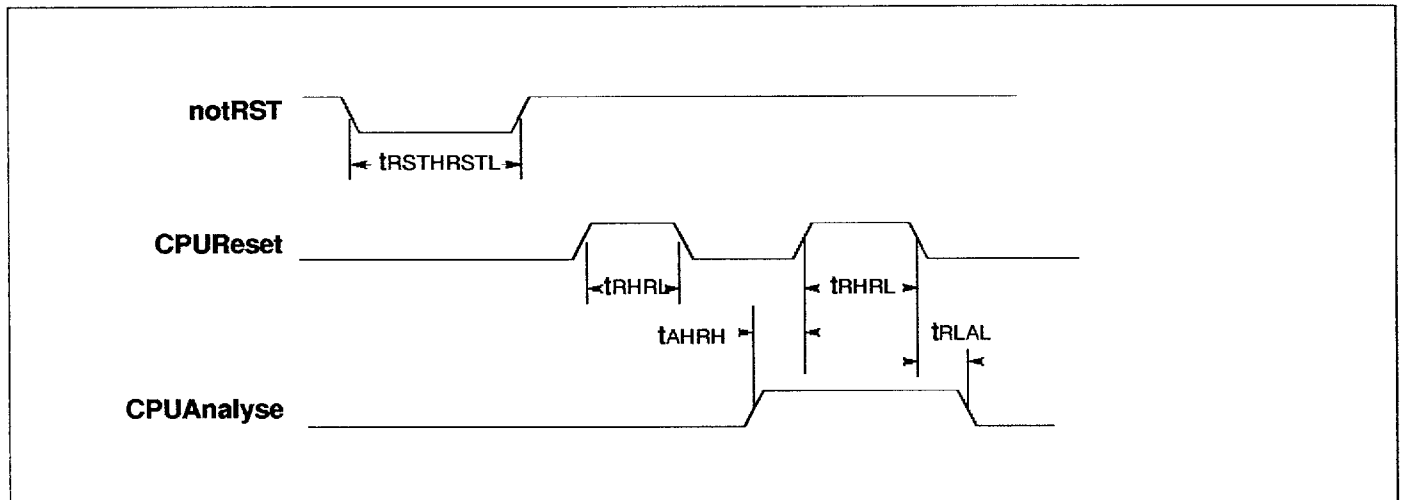 notRST
tRSTHRSTL
CPUReset
tRHRL tRHRL
tAHRH tRLAL
CPUAnalyse